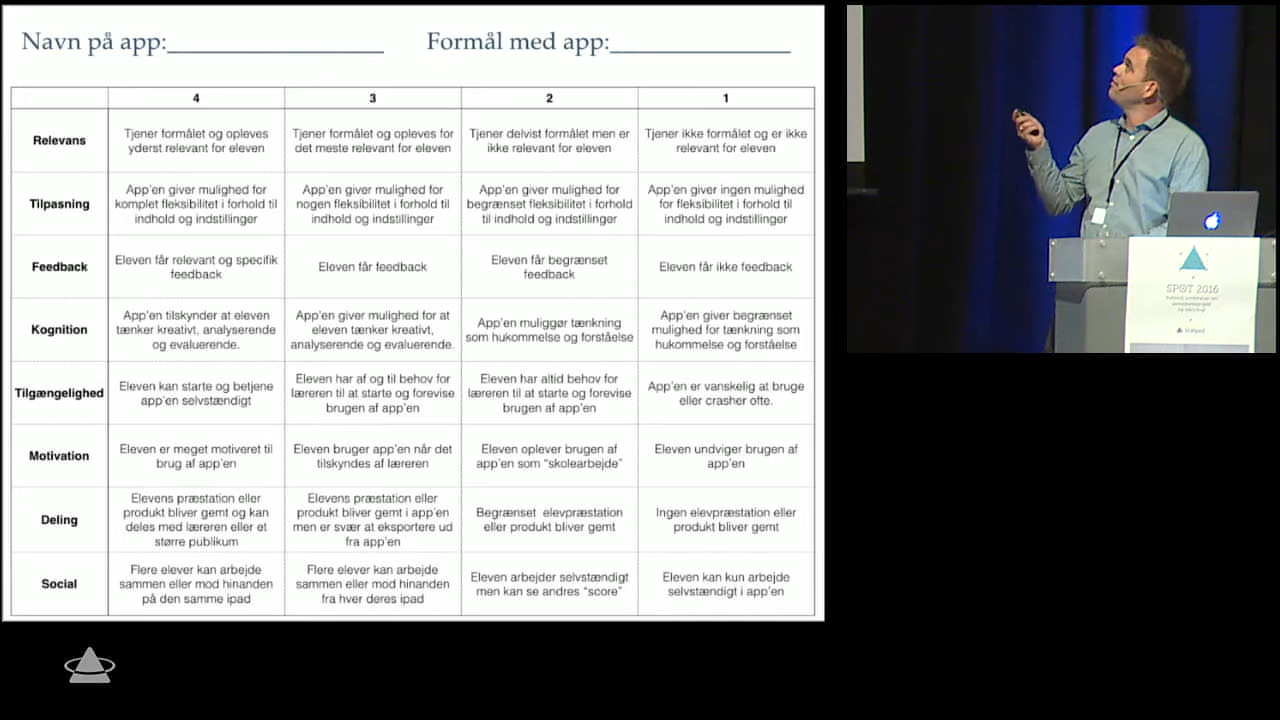 Navn på app:_________________ Formål med app:______________
4 3 2 1
Relevans
Tjener formålet og opleves
yderst relevant for eleven
Tjener formålet og opleves for
det meste relevant for eleven
Tjener delvist formålet men er
ikke relevant for eleven
Tjener ikke formålet og er ikke
relevant for eleven
Tilpasning
App'en giver mulighed for
komplet fleksibilitet i forhold til
indhold og indstillinger
App'en giver mulighed for
nogen fleksibilitet i forhold til
indhold og indstillinger
App'en giver mulighed for
begrænset fleksibilitet i forhold
til indhold og indstillinger
App'en giver ingen mulighed
for fleksibilitet i forhold til
indhold og indstillinger
Feedback
Eleven får relevant og specifik
feedback
Eleven får feedback
Eleven får begrænset
feedback
Eleven får ikke feedback
Kognition
App'en tilskynder at eleven
tænker kreativt, analyserende
og evaluerende.
App'en giver mulighed for at
eleven tænker kreativt,
analyserende og evaluerende.
App'en muliggør tænkning
som hukommelse og forståelse
App'en giver begrænset
mulighed for tænkning som
hukommelse og forståelse
Tilgængelighed
Eleven kan starte og betjene
app'en selvstændigt
Eleven har af og til behov for
læreren til at starte og forevise
brugen af app'en
Eleven har altid behov for
læreren til at starte og forevise
brugen af app'en
App'en er vanskelig at bruge
eller crasher ofte.
Motivation
Eleven er meget motiveret til
brug af app'en
Eleven bruger app'en når det
tilskyndes af læreren
Eleven oplever brugen af
app'en som "skolearbejde"
Eleven undviger brugen af
app'en
Deling
Elevens præstation eller
produkt bliver gemt og kan
deles med læreren eller et
større publikum
Elevens præstation eller
produkt bliver gemt i app'en
men er svær at eksportere ud
fra app'en
Begrænset elevpræstation
eller produkt bliver gemt
Ingen elevpræstation eller
produkt bliver gemt
Social
Flere elever kan arbejde
sammen eller mod hinanden
på den samme ipad
Flere elever kan arbejde
sammen eller mod hinanden
fra hver deres ipad
Eleven arbejder selvstændigt
men kan se andres "score"
Eleven kan kun arbejde
selvstændigt i app'en
SPOT 2016